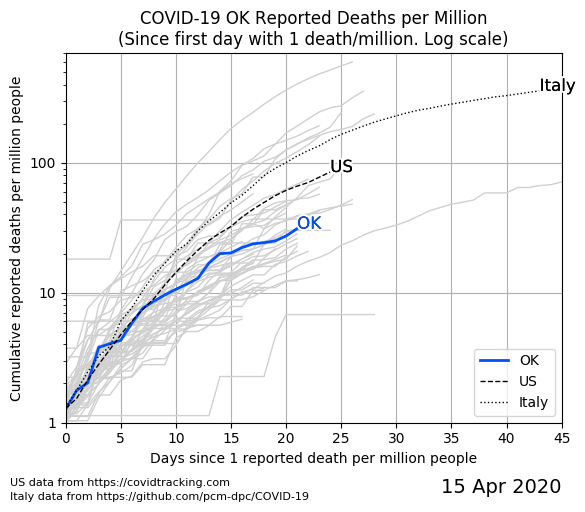 COVID-19 OK Reported Deaths per Million
(Since first day with 1 death/million. Log scale)
Cumulative reported deaths per million people
100
10
1
Italy
US
OK
OK
US
Italy
0 5 10 15 20 25 30 35 40 45
Days since 1 reported death per million people
US data from https://covidtracking.com
Italy data from https://github.com/pcm-dpc/COVID-19
15 Apr 2020